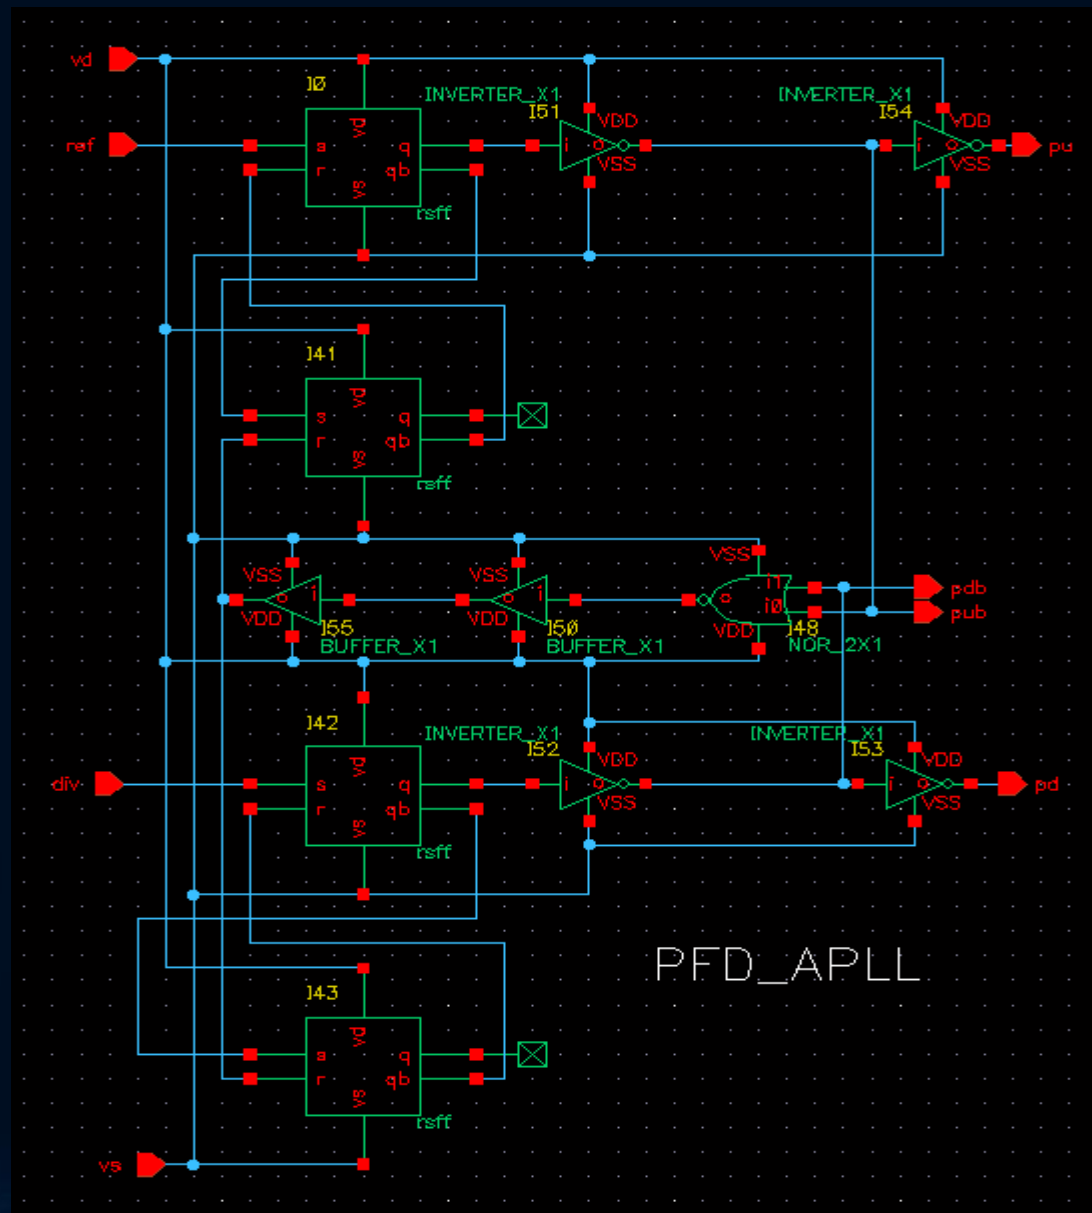 vd
I0
INVERTER_X1
I51
INVERTER_X1
I54
ref
s
r
vd
vs
q
qb
rsff
i
o
VDD
VSS
i
o
VDD
VSS
pu
I41
s
r
vd
vs
q
qb
rsff
VSS
i
o
VDD
I55
BUFFER_X1
VSS
i
o
VDD
I50
BUFFER_X1
VSS
i1
i0
o
VDD
I48
NOR_2X1
pdb
pub
I42
INVERTER_X1
I52
INVERTER_X1
I53
div
s
r
vd
vs
q
qb
rsff
i
o
VDD
VSS
i
o
VDD
VSS
pd
PFD_APLL
I43
s
r
vd
vs
q
qb
rsff
vs